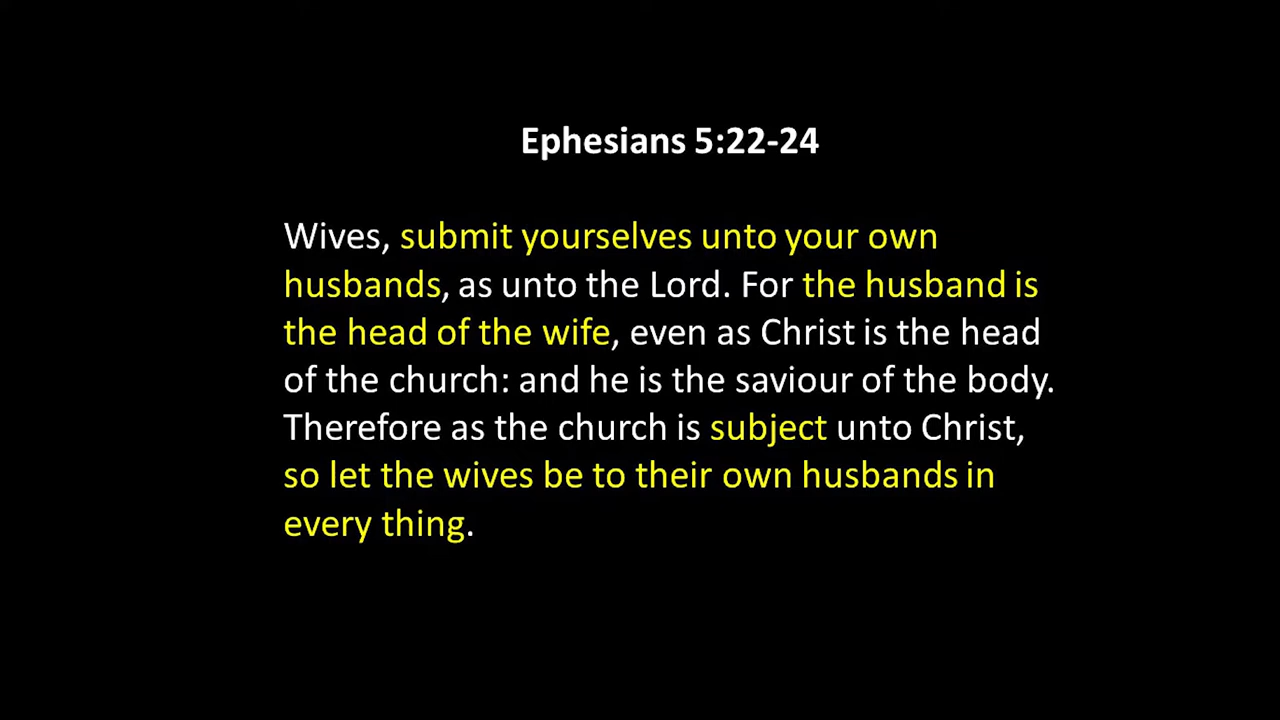 Ephesians 5:22-24
Wives, submit yourselves unto your own
husbands, as unto the Lord. For the husband is
the head of the wife, even as Christ is the head
of the church: and he is the saviour of the body.
Therefore as the church is subject unto Christ,
so let the wives be to their own husbands in
every thing.